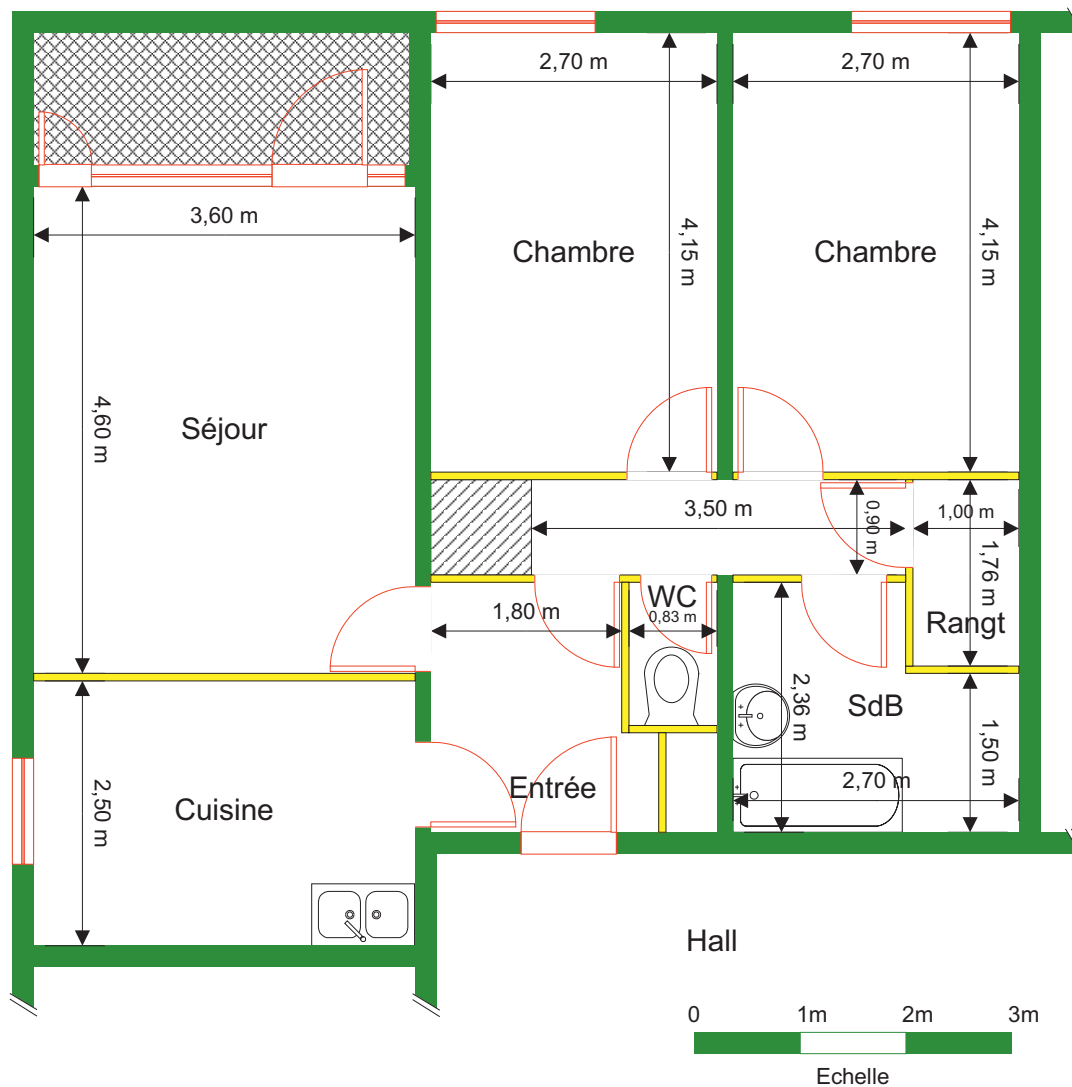 2,70 m
2,70 m
3,60 m
4,15 m
4,15 m
Chambre
Chambre
4,60 m
Séjour
3,50 m
0,90 m
1,00 m
1,76 m
WC
1,80 m
0,83 m
Rangt
2,36 m
SdB
1,50 m
2,50 m
Cuisine
Entrée
2,70 m
Hall
0 1m 2m 3m
Echelle